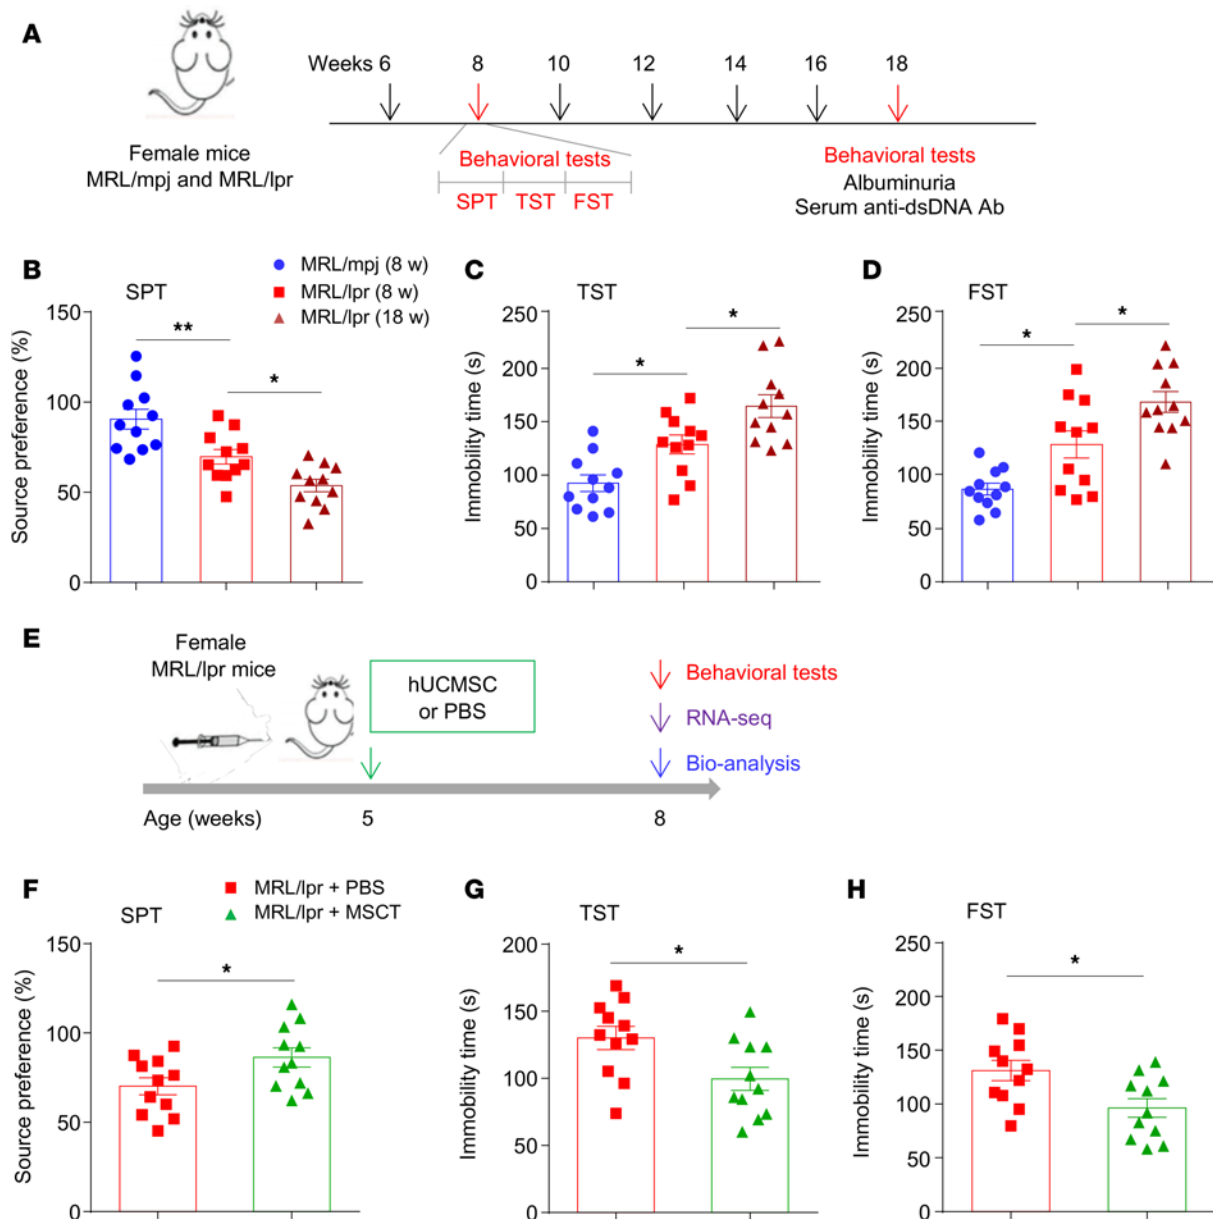 A
Weeks 6 8 10 12 14 16 18
Female mice
MRL/mpj and MRL/lpr
Behavioral tests
SPT TST FST
Behavioral tests
Albuminuria
Serum anti-dsDNA Ab
B
SPT
MRL/mpj (8 w)
MRL/lpr (8 w)
MRL/lpr (18 w)
Source preference (%)
150
100
50
0
**
*
C
TST
Immobility time (s)
250
200
150
100
50
0
*
*
D
FST
Immobility time (s)
250
200
150
100
50
0
*
*
E
Female
MRL/lpr mice
hUCMSC
or PBS
Behavioral tests
RNA-seq
Bio-analysis
Age (weeks) 5 8
F
SPT
MRL/lpr + PBS
MRL/lpr + MSCT
Source preference (%)
150
100
50
0
*
G
TST
Immobility time (s)
200
150
100
50
0
*
H
FST
Immobility time (s)
250
200
150
100
50
0
*